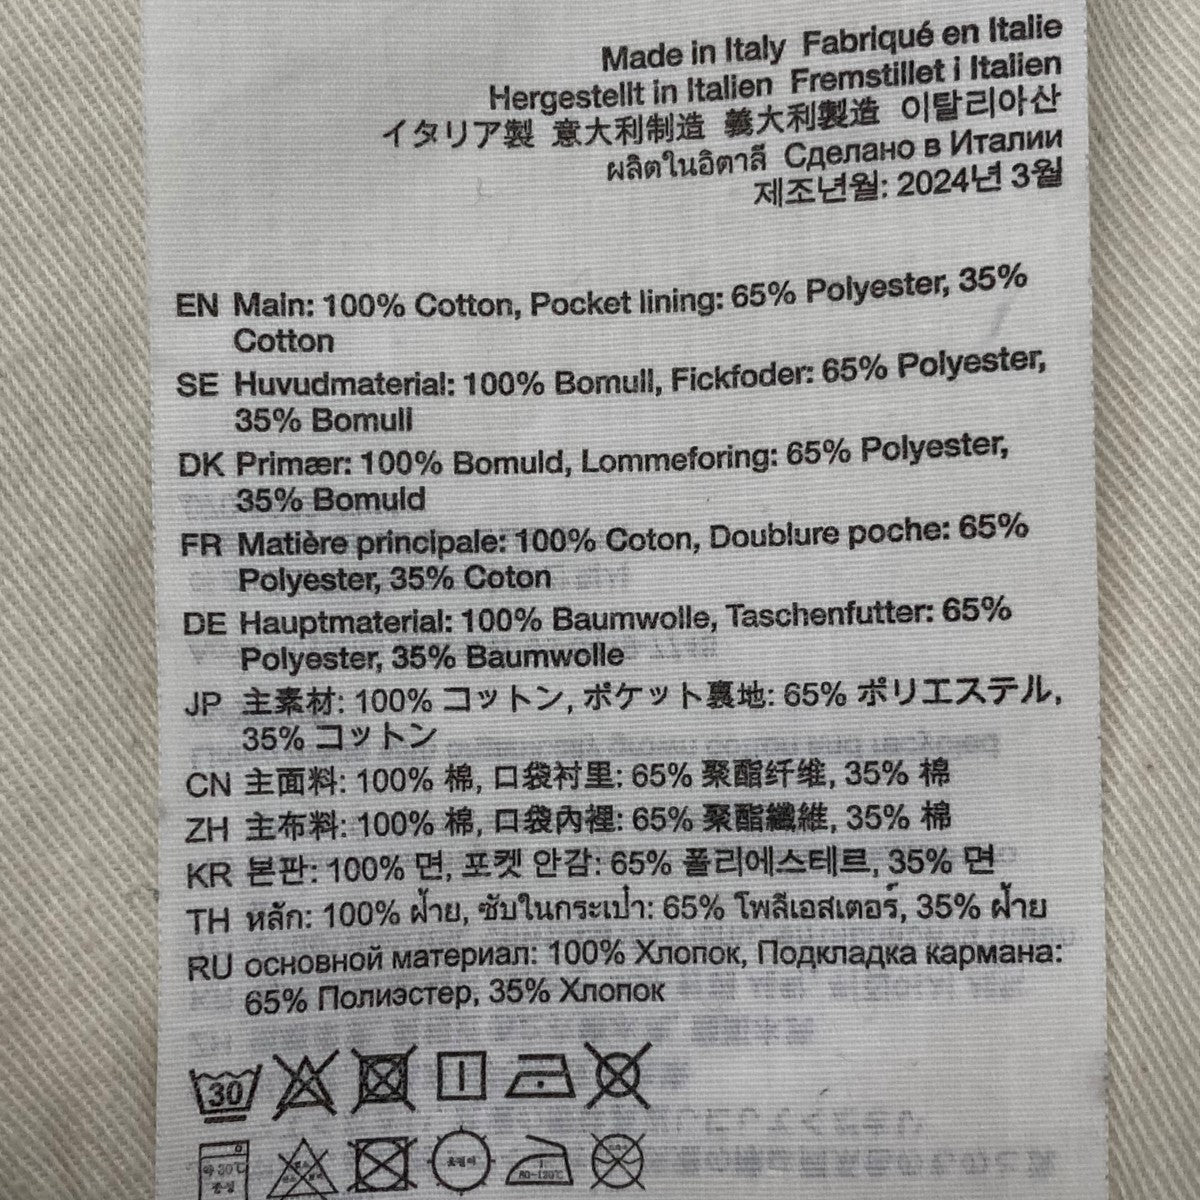 Made in Italy Fabriqué en Italie
Hergestellt in Italien Fremstillet i Italien
イタリア製 意大利制造 義大利製造 이탈리아산
ผลิตในอิตาลี Сделано в Италии
제조년월: 2024년 3월
EN Main: 100% Cotton, Pocket lining: 65% Polyester, 35%
Cotton
SE Huvudmaterial: 100% Bomull, Fickfoder: 65% Polyester,
35% Bomull
DK Primær: 100% Bomuld, Lommeforing: 65% Polyester,
35% Bomuld
FR Matière principale: 100% Coton, Doublure poche: 65%
Polyester, 35% Coton
DE Hauptmaterial: 100% Baumwolle, Taschenfutter: 65%
Polyester, 35% Baumwolle
JP 主素材: 100% コットン, ポケット裏地: 65% ポリエステル,
35% コットン
CN 主面料: 100% 棉, 口袋衬里: 65% 聚酯纤维, 35% 棉
ZH 主布料: 100% 棉, 口袋內裡: 65% 聚酯纖維, 35% 棉
KR 본판: 100% 면, 포켓 안감: 65% 폴리에스테르, 35% 면
TH หลัก: 100% ฝ้าย, ซับในกระเป๋า: 65% โพลีเอสเตอร์, 35% ฝ้าย
RU основной материал: 100% Хлопок, Подкладка кармана:
65% Полиэстер, 35% Хлопок
30
약 30℃ 옷걸이 80-120℃
중성